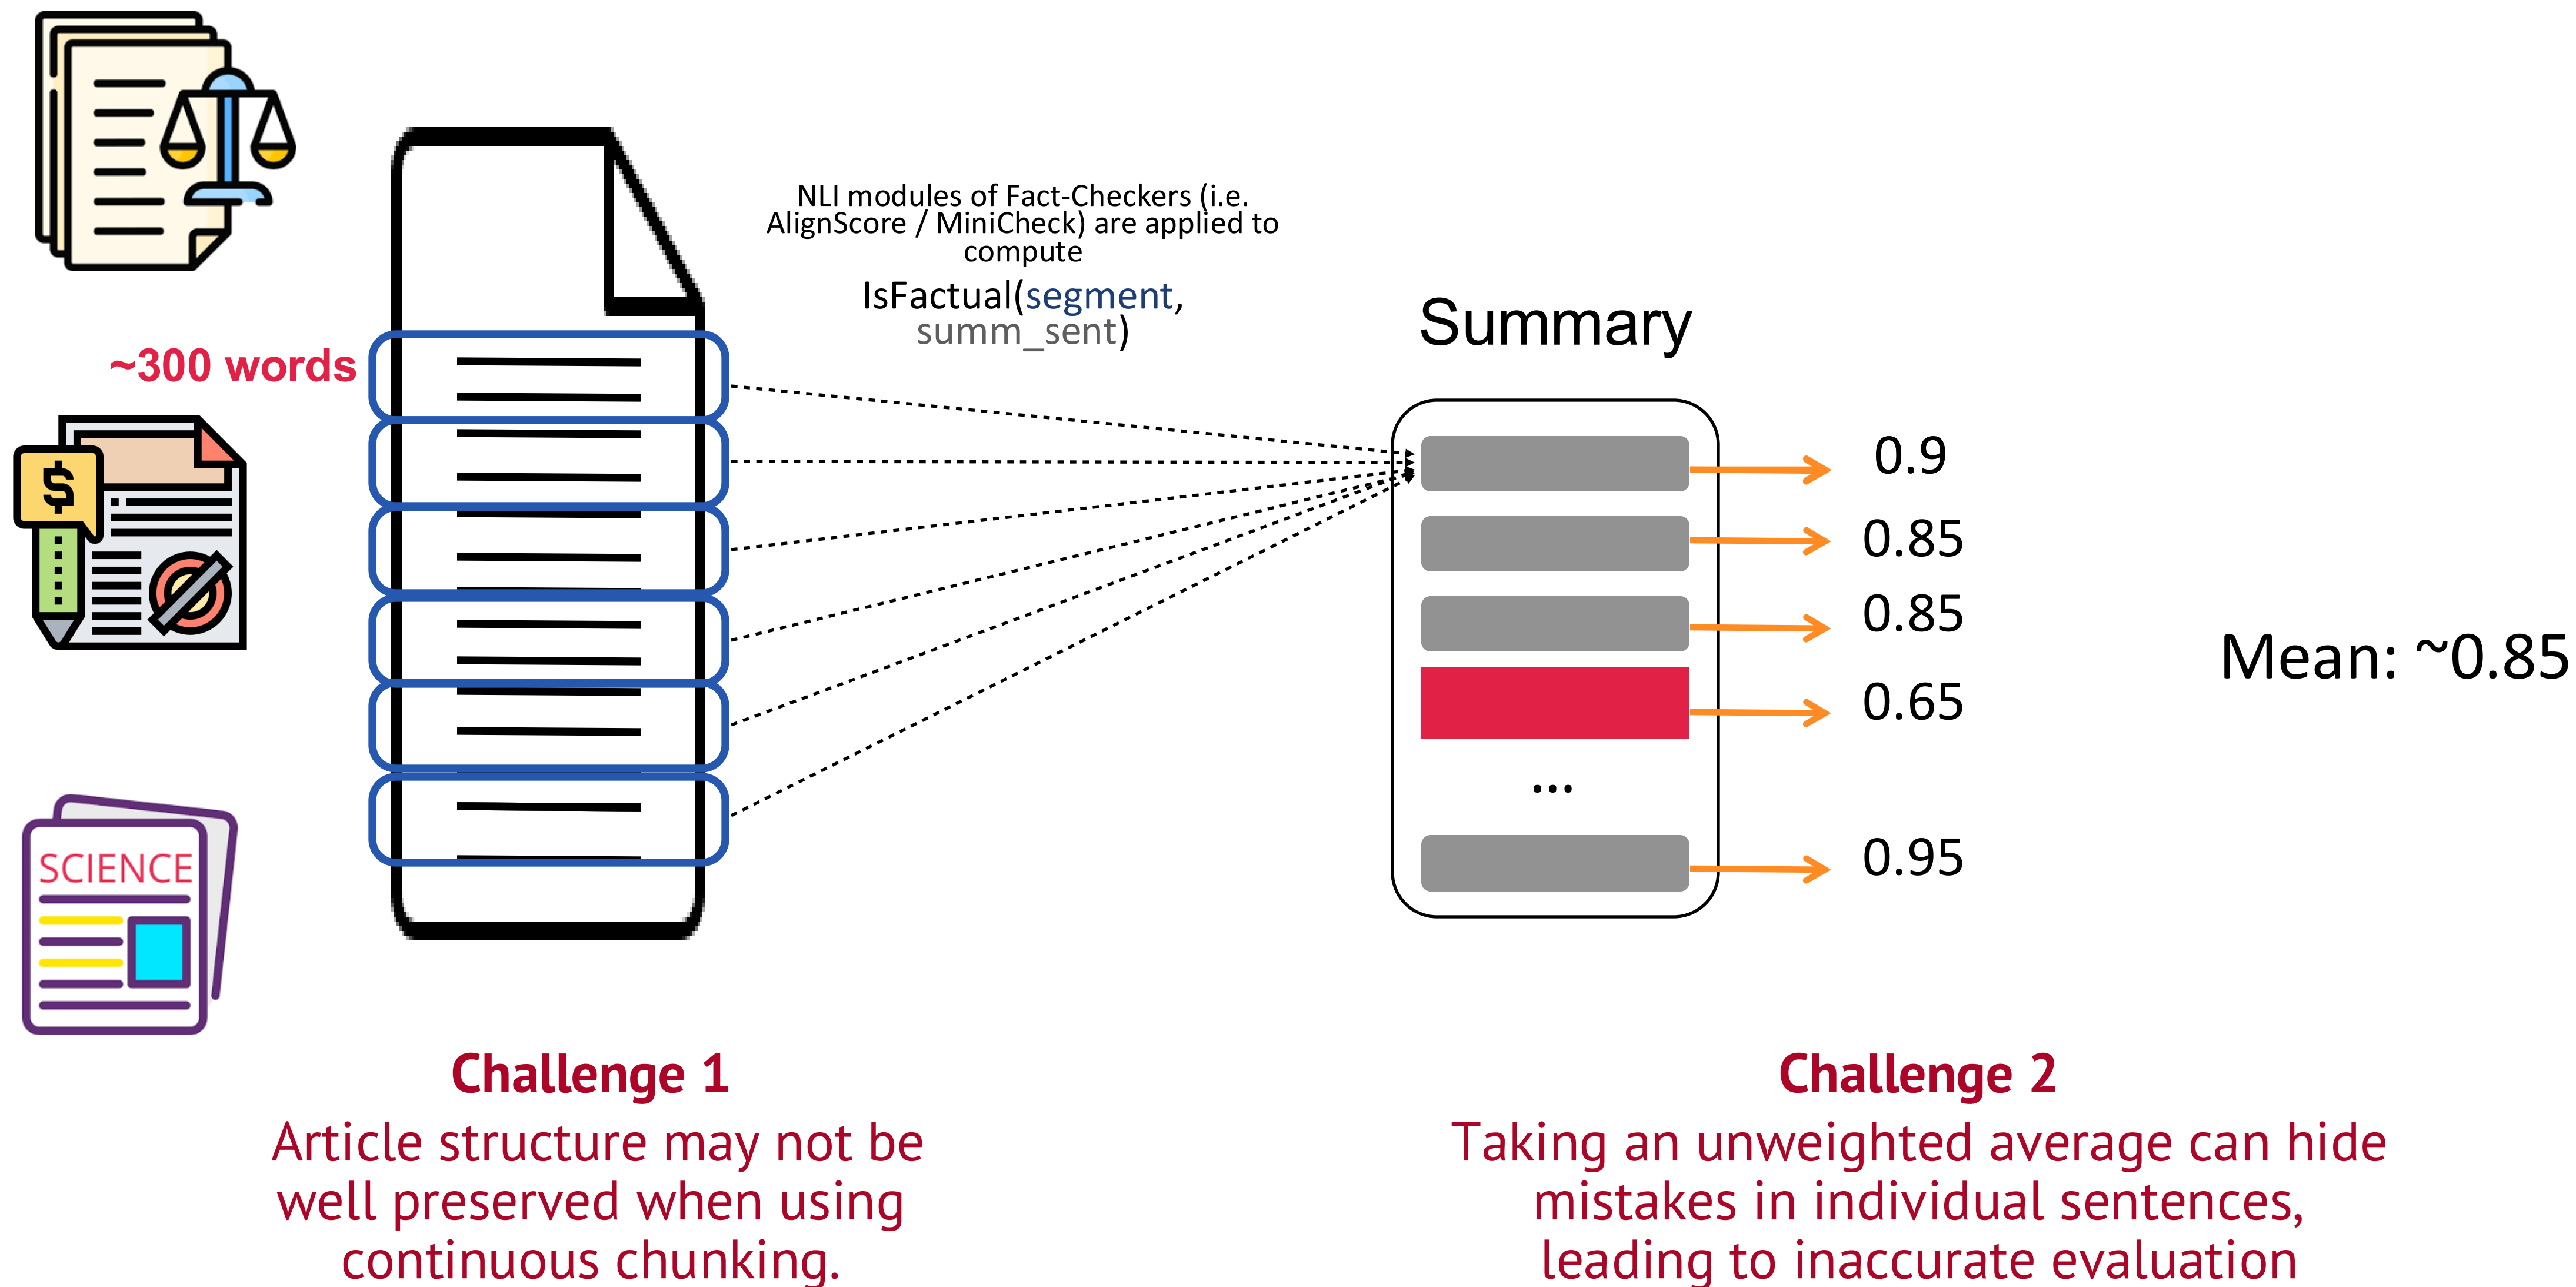 NLI modules of Fact-Checkers (i.e.
AlignScore / MiniCheck) are applied to
compute
IsFactual(segment,
summ_sent)
~300 words
$
SCIENCE
Summary
0.9
0.85
0.85
0.65
...
0.95
Mean: ~0.85
Challenge 1
Article structure may not be
well preserved when using
continuous chunking.
Challenge 2
Taking an unweighted average can hide
mistakes in individual sentences,
leading to inaccurate evaluation